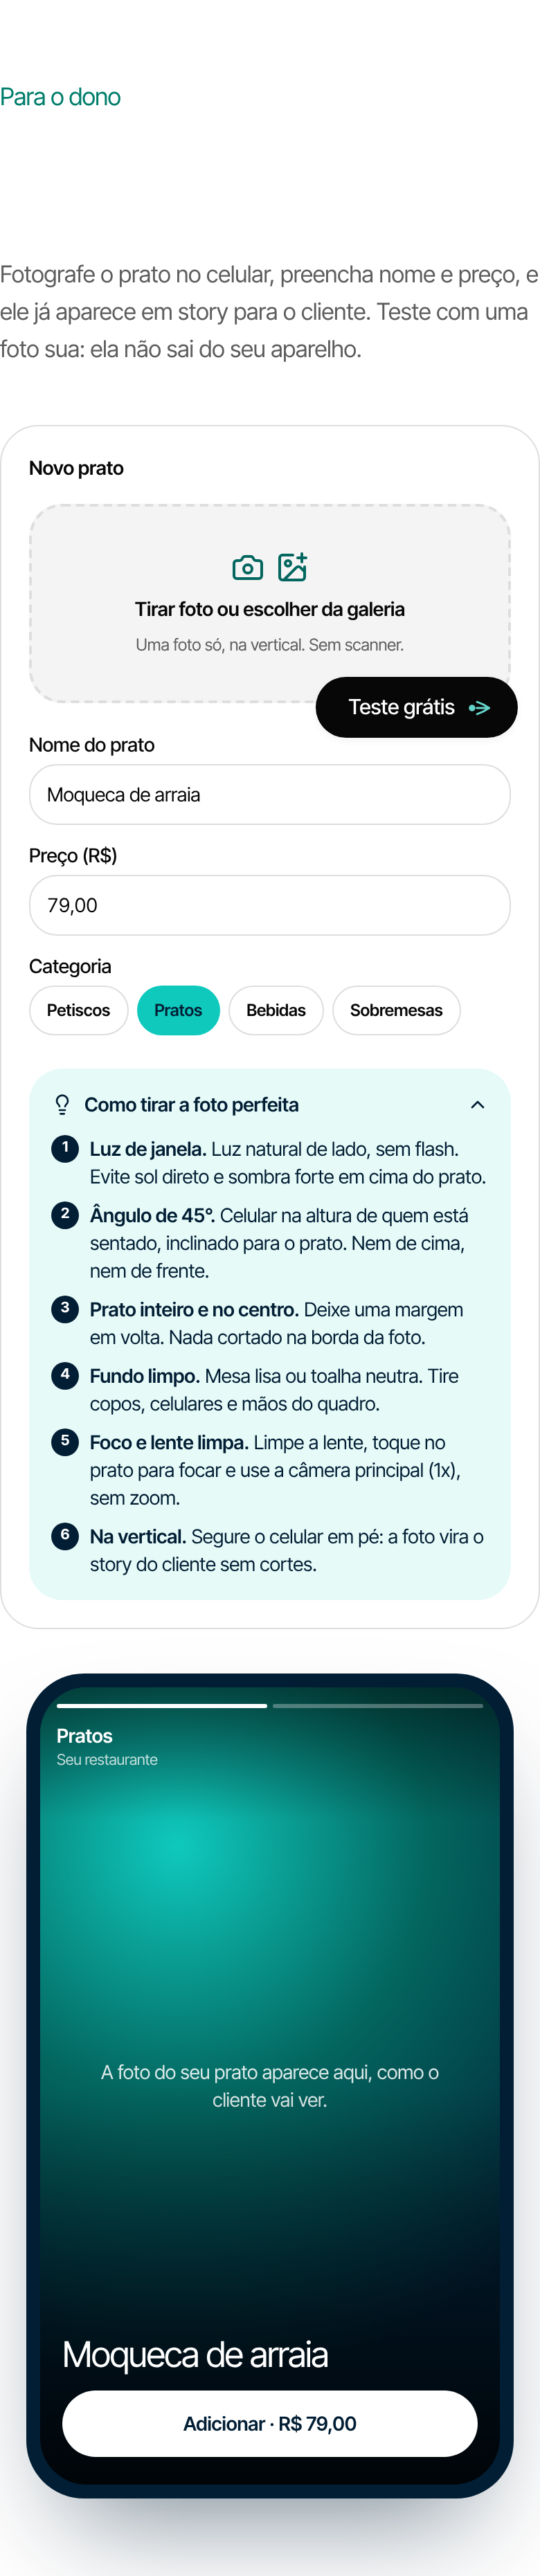 Para o dono
Fotografe o prato no celular, preencha nome e preço, e
ele já aparece em story para o cliente. Teste com uma
foto sua: ela não sai do seu aparelho.
Novo prato
Tirar foto ou escolher da galeria
Uma foto só, na vertical. Sem scanner.
Teste grátis
Nome do prato
Moqueca de arraia
Preço (R$)
79,00
Categoria
Pratos
Petiscos
Bebidas
Sobremesas
Como tirar a foto perfeita
1 Luz de janela. Luz natural de lado, sem flash.
Evite sol direto e sombra forte em cima do prato.
2 Ângulo de 45°. Celular na altura de quem está
sentado, inclinado para o prato. Nem de cima,
nem de frente.
3 Prato inteiro e no centro. Deixe uma margem
em volta. Nada cortado na borda da foto.
4 Fundo limpo. Mesa lisa ou toalha neutra. Tire
copos, celulares e mãos do quadro.
5 Foco e lente limpa. Limpe a lente, toque no
prato para focar e use a câmera principal (1x),
sem zoom.
6 Na vertical. Segure o celular em pé: a foto vira o
story do cliente sem cortes.
Pratos
Seu restaurante
A foto do seu prato aparece aqui, como o
cliente vai ver.
Moqueca de arraia
Adicionar · R$ 79,00